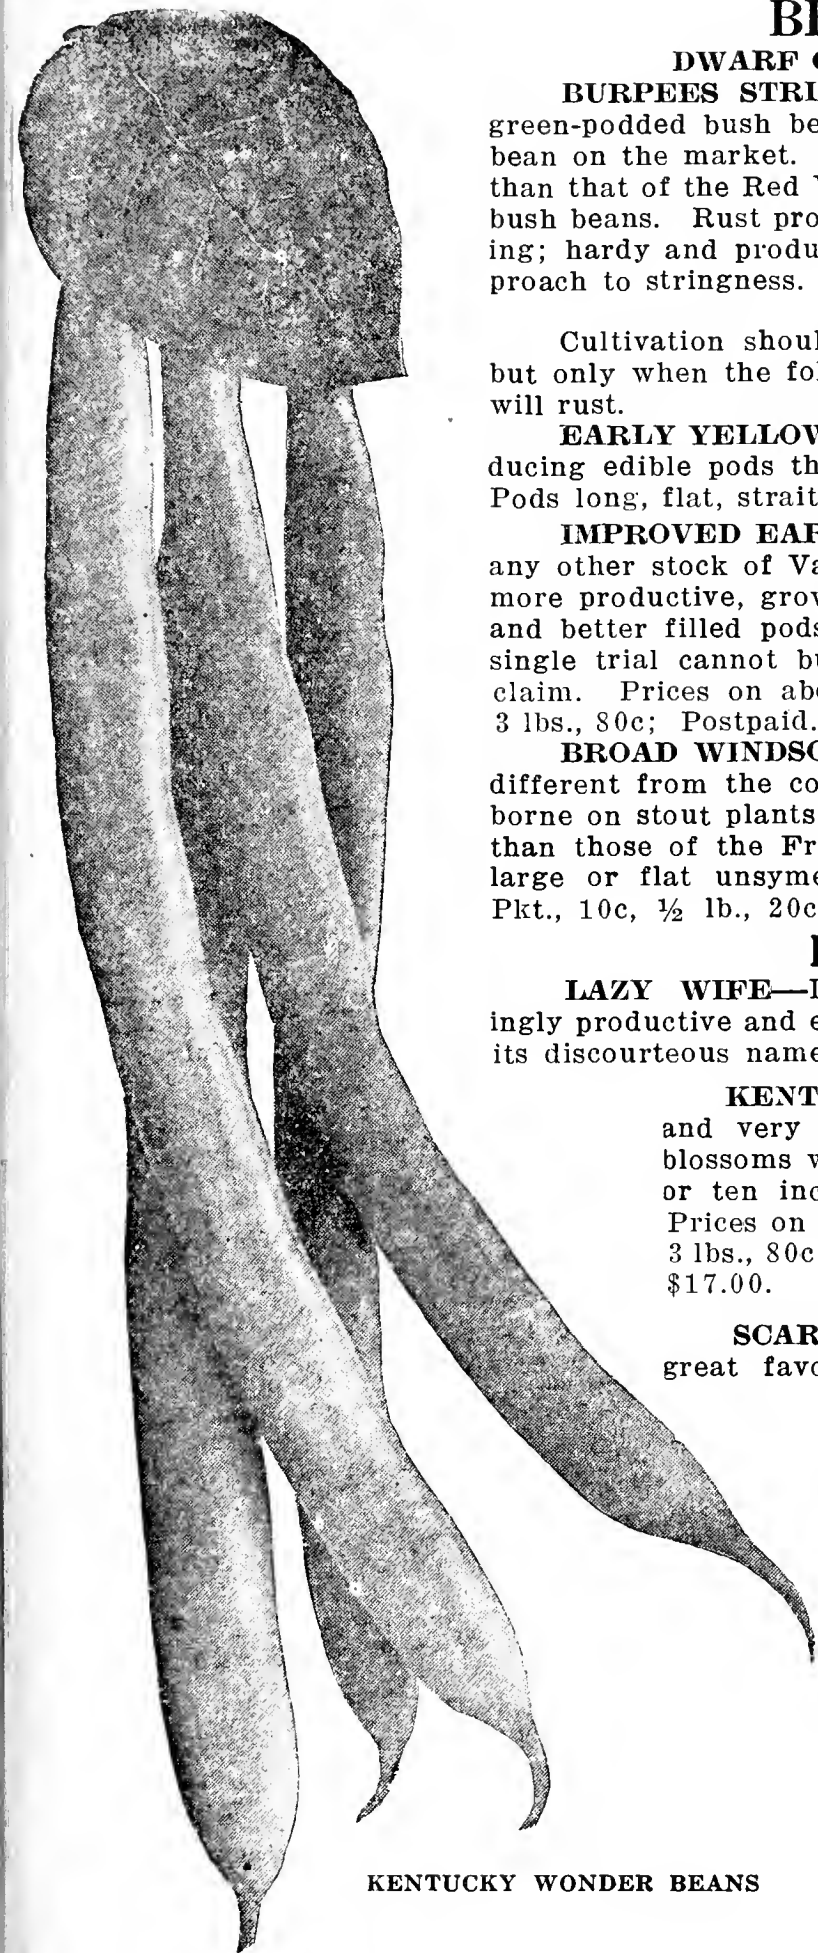 DWARF
BURPEES STRI
green-podded bush be
bean on the market.
than that of the Red
bush beans. Rust pro
ing; hardy and produ
proach to stringness.
Cultivation shoul
but only when the fol
will rust.
EARLY YELLOW
ducing edible pods th
Pods long, flat, strait
IMPROVED EAR
any other stock of Va
more productive, grow
and better filled pods
single trial cannot bu
claim. Prices on abo
3 lbs., 80c; Postpaid.
BROAD WINDSO
different from the co
borne on stout plants
than those of the Fr
large or flat unsyme
Pkt., 10c, ½ lb., 20c
LAZY WIFE—
ingly productive and e
its discourteous name
KENT
and very
blossoms w
or ten inc
Prices on
3 lbs., 80c
$17.00.
SCAR
great favo
KENTUCKY WONDER BEANS